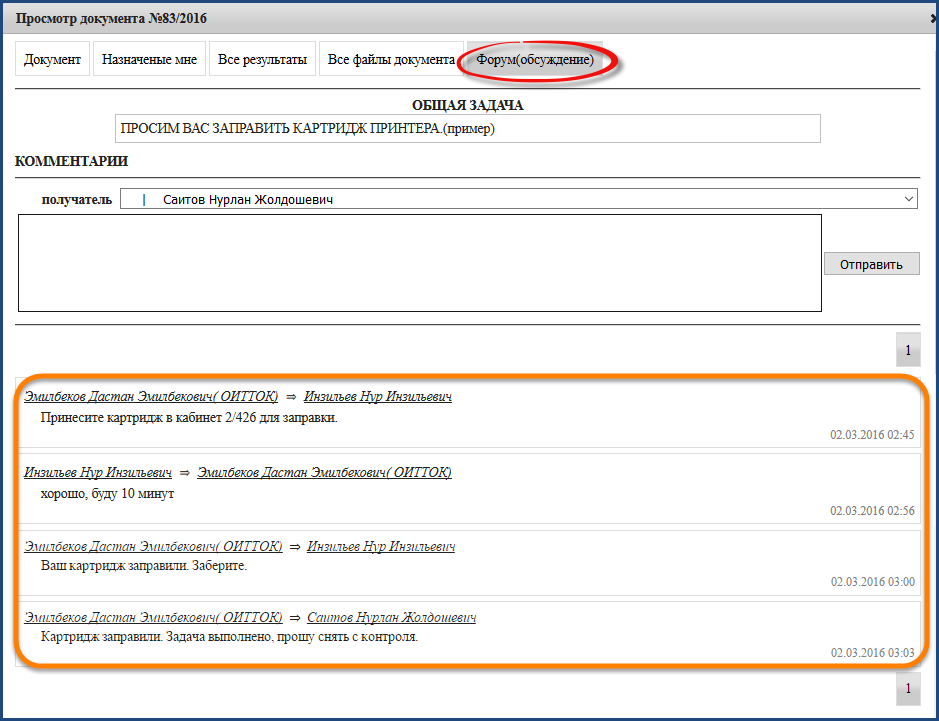 Просмотр документа №83/2016
Документ Назначеные мне Все результаты Все файлы документа Форум(обсуждение)
ОБЩАЯ ЗАДАЧА
ПРОСИМ ВАС ЗАПРАВИТЬ КАРТРИДЖ ПРИНТЕРА.(пример)
КОММЕНТАРИИ
получатель | Саитов Нурлан Жолдошевич
Отправить
1
Эмилбеков Дастан Эмилбекович( ОИТТОК) ⇒ Инзильев Нур Инзильевич
Принесите картридж в кабинет 2/426 для заправки.
02.03.2016 02:45
Инзильев Нур Инзильевич ⇒ Эмилбеков Дастан Эмилбекович( ОИТТОК)
хорошо, буду 10 минут
02.03.2016 02:56
Эмилбеков Дастан Эмилбекович( ОИТТОК) ⇒ Инзильев Нур Инзильевич
Ваш картридж заправили. Заберите.
02.03.2016 03:00
Эмилбеков Дастан Эмилбекович( ОИТТОК) ⇒ Саитов Нурлан Жолдошевич
Картридж заправили. Задача выполнено, прошу снять с контроля.
02.03.2016 03:03
1